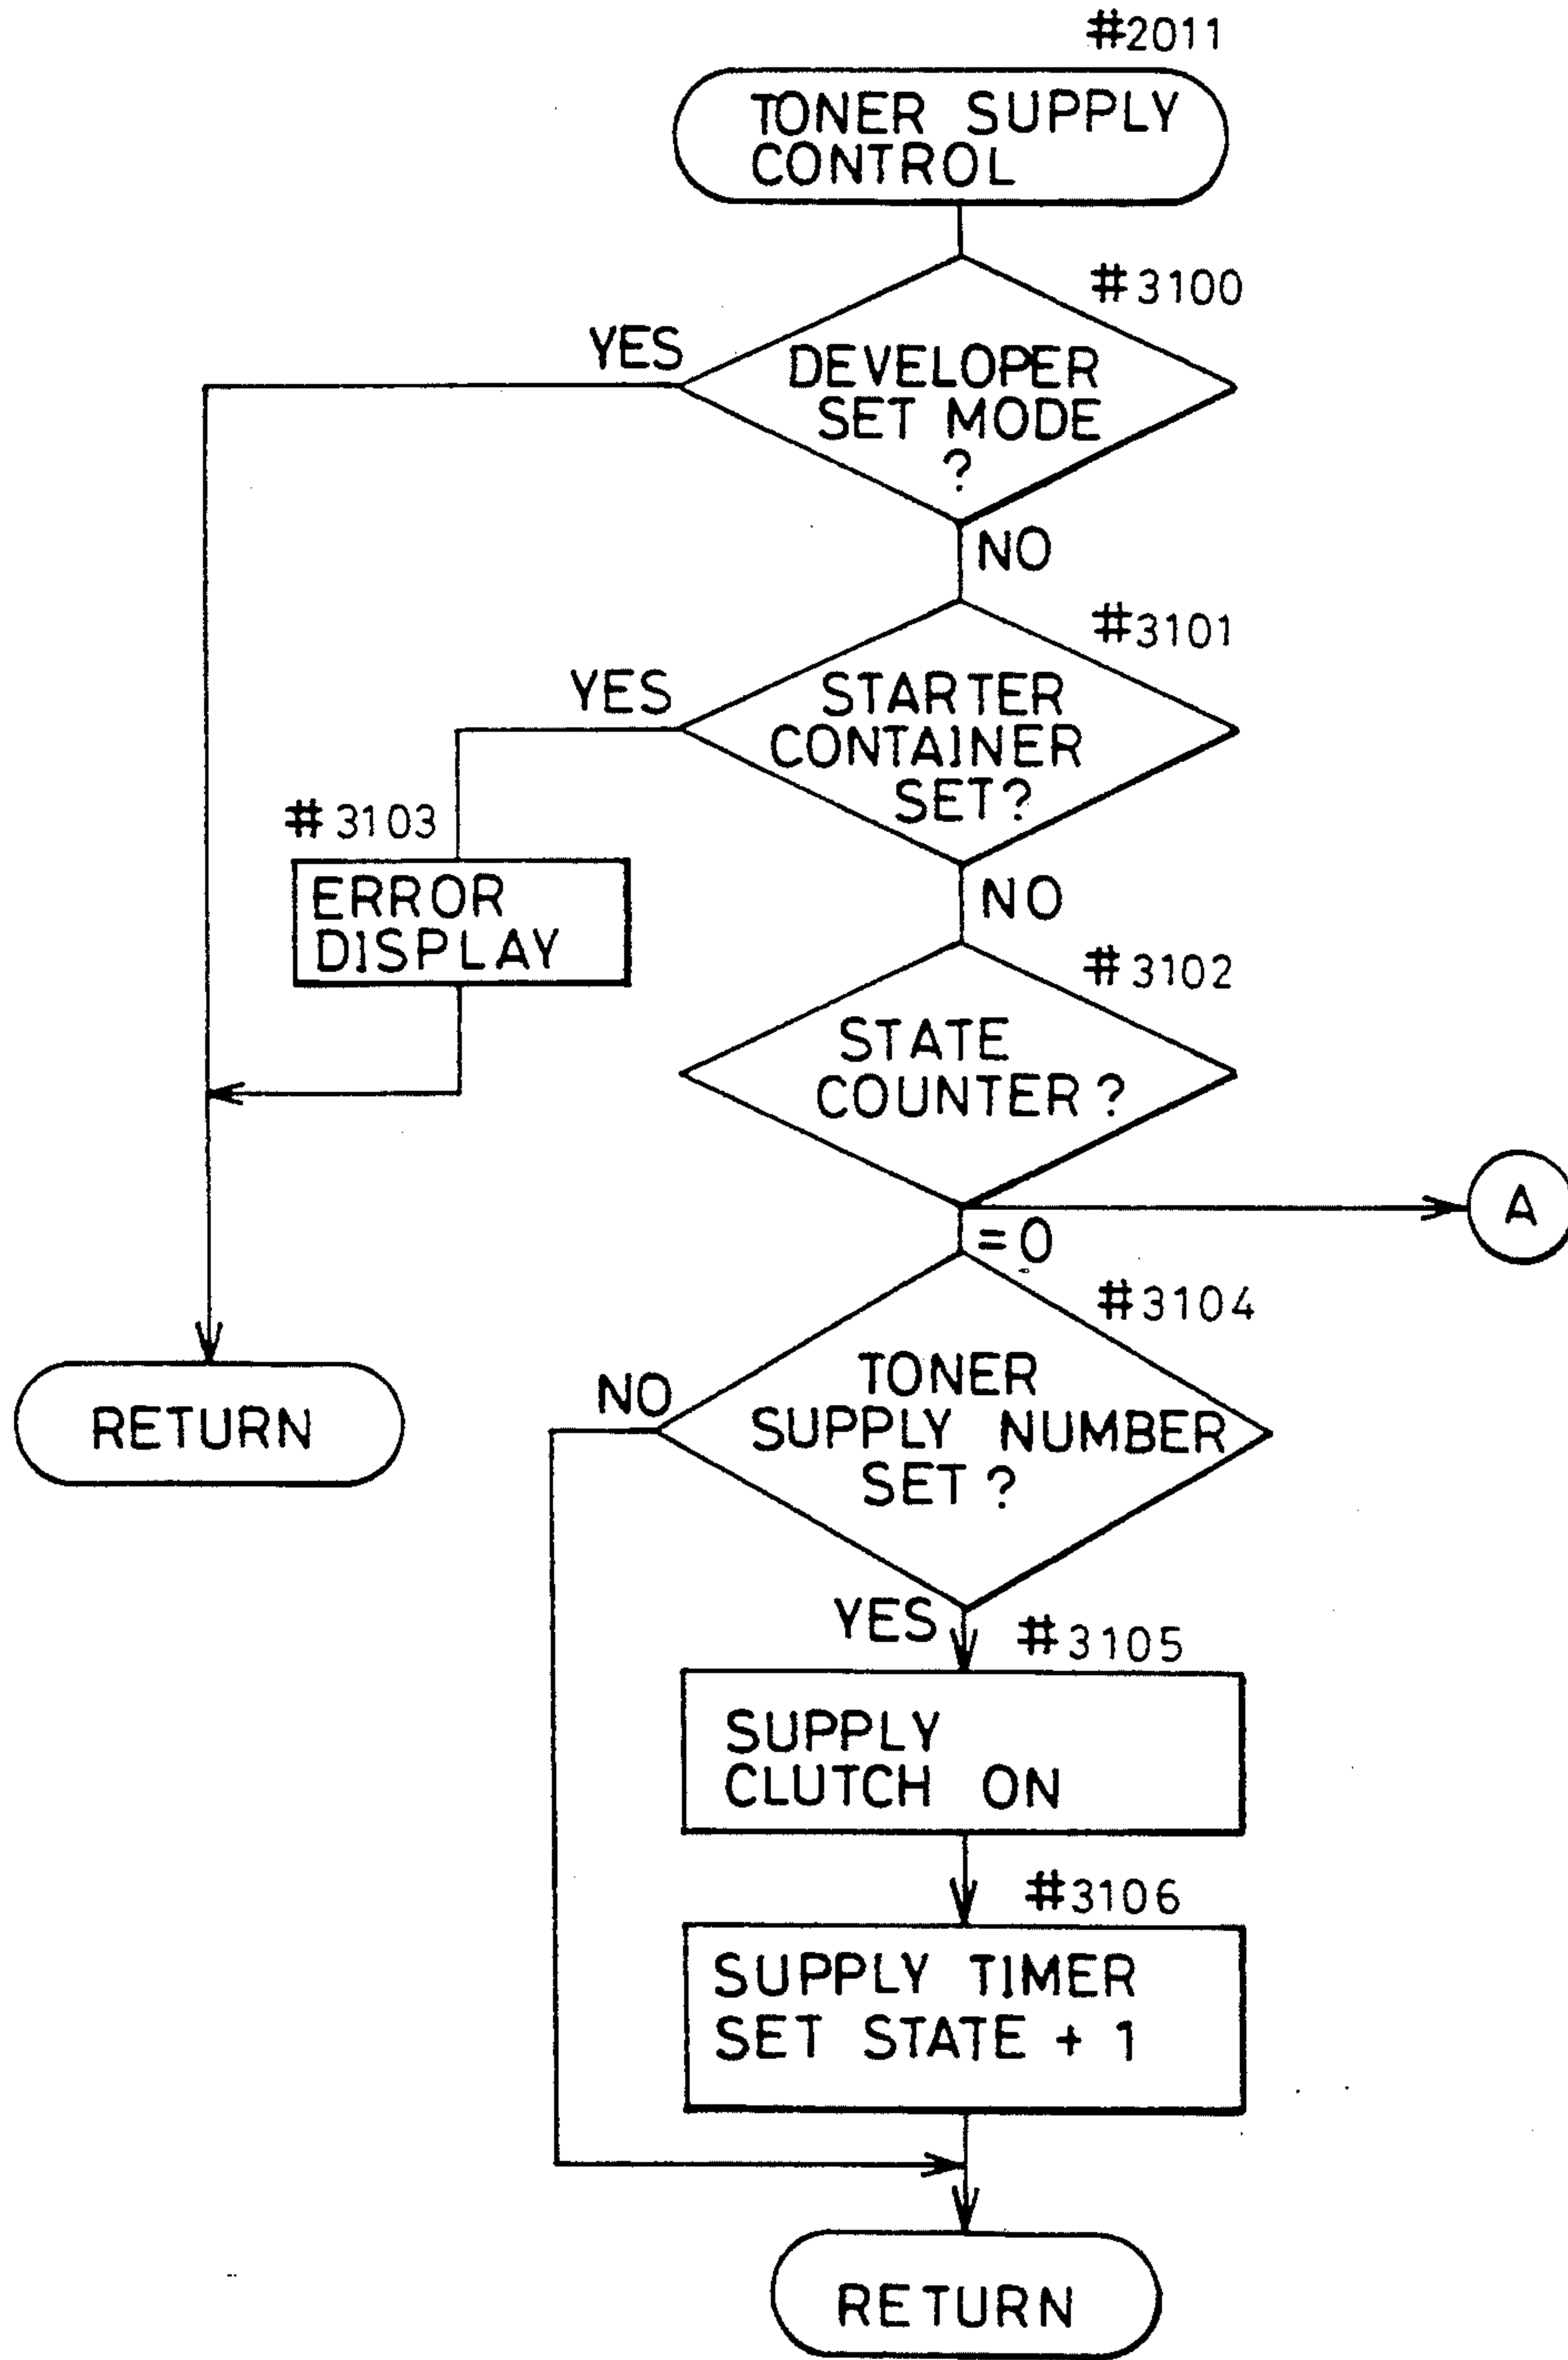 #2011
TONER SUPPLY
CONTROL
#3100
YES
DEVELOPER
SET MODE
?
NO
#3101
YES
STARTER
CONTAINER
SET?
#3103
ERROR
DISPLAY
NO
#3102
STATE
COUNTER?
A
=0
#3104
NO
TONER
SUPPLY NUMBER
SET?
RETURN
YES
#3105
SUPPLY
CLUTCH ON
#3106
SUPPLY TIMER
SET STATE + 1
RETURN